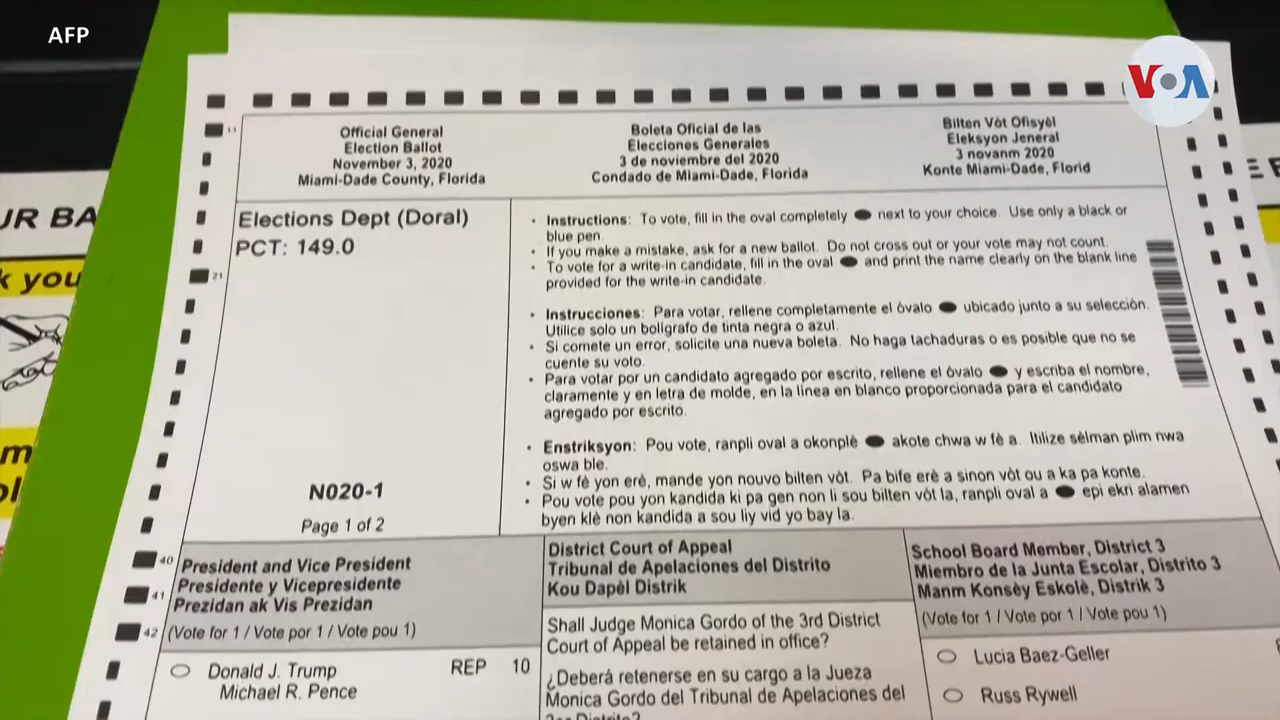 AFP
VOA
UR BA
k you
m
ol
E E
11
21
40
41
42
Official General
Election Ballot
November 3, 2020
Miami-Dade County, Florida
Boleta Oficial de las
Elecciones Generales
3 de noviembre del 2020
Condado de Miami-Dade, Florida
Bilten Vòt Ofisyèl
Eleksyon Jeneral
3 novanm 2020
Konte Miami-Dade, Florid
Elections Dept (Doral)
PCT: 149.0
N020-1
Page 1 of 2
• Instructions: To vote, fill in the oval completely next to your choice. Use only a black or
blue pen.
• If you make a mistake, ask for a new ballot. Do not cross out or your vote may not count.
• To vote for a write-in candidate, fill in the oval and print the name clearly on the blank line
provided for the write-in candidate.
• Instrucciones: Para votar, rellene completamente el óvalo ubicado junto a su selección.
Utilice solo un bolígrafo de tinta negra o azul.
• Si comete un error, solicite una nueva boleta. No haga tachaduras o es posible que no se
cuente su voto.
• Para votar por un candidato agregado por escrito, rellene el óvalo y escriba el nombre,
claramente y en letra de molde, en la línea en blanco proporcionada para el candidato
agregado por escrito.
• Enstriksyon: Pou vote, ranpli oval a okonplè akote chwa w fè a. Itilize sèlman plim nwa
oswa ble.
• Si w fè yon erè, mande yon nouvo bilten vòt. Pa bife erè a sinon vòt ou a ka pa konte.
• Pou vote pou yon kandida ki pa gen non li sou bilten vòt la, ranpli oval a epi ekri alamen
byen klè non kandida a sou liy vid yo bay la.
President and Vice President
Presidente y Vicepresidente
Prezidan ak Vis Prezidan
(Vote for 1 / Vote por 1 / Vote pou 1)
Donald J. Trump REP 10
Michael R. Pence
District Court of Appeal
Tribunal de Apelaciones del Distrito
Kou Dapèl Distrik
Shall Judge Monica Gordo of the 3rd District
Court of Appeal be retained in office?
¿Deberá retenerse en su cargo a la Jueza
Monica Gordo del Tribunal de Apelaciones del
3er Distrito?
School Board Member, District 3
Miembro de la Junta Escolar, Distrito 3
Manm Konsèy Eskolè, Distrik 3
(Vote for 1 / Vote por 1 / Vote pou 1)
Lucia Baez-Geller
Russ Rywell